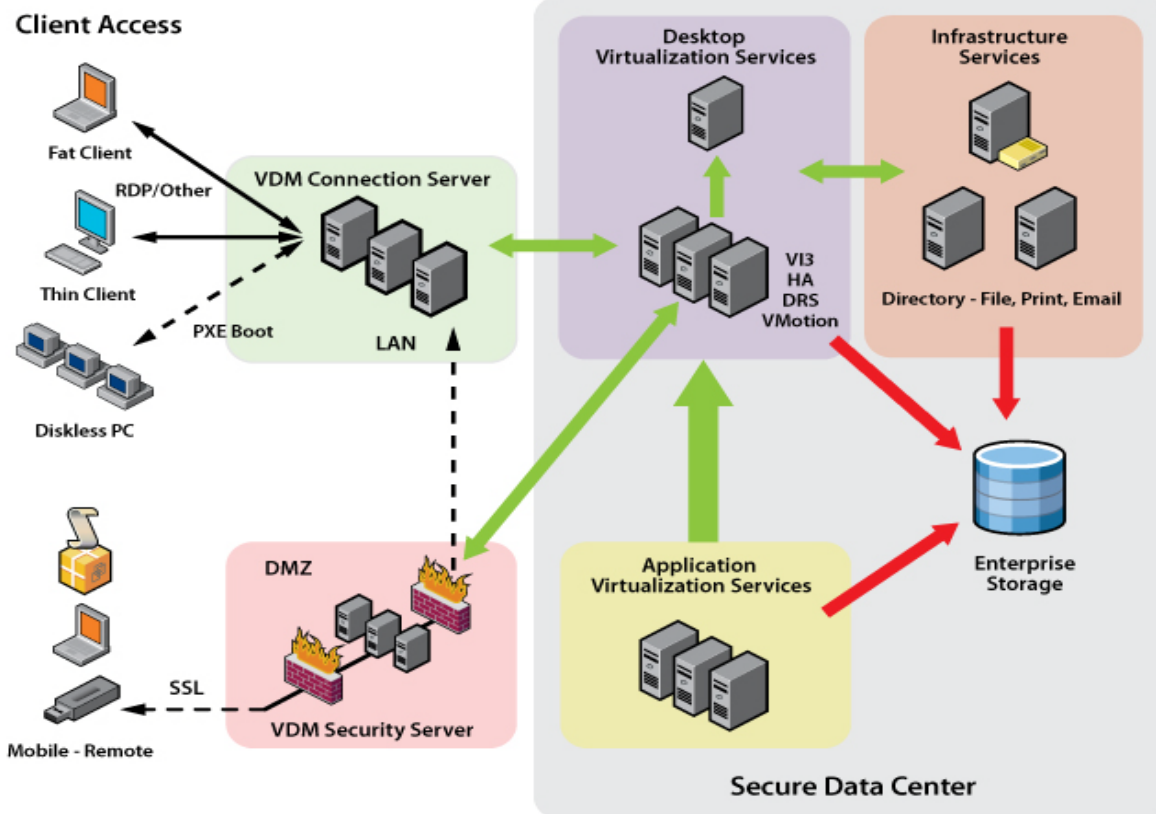 Client Access
Fat Client
RDP/Other
Thin Client
PXE Boot
Diskless PC
VDM Connection Server
LAN
Desktop
Virtualization Services
VI3
HA
DRS
VMotion
Infrastructure
Services
Directory - File, Print, Email
Enterprise
Storage
DMZ
VDM Security Server
SSL
Mobile - Remote
Application
Virtualization Services
Secure Data Center